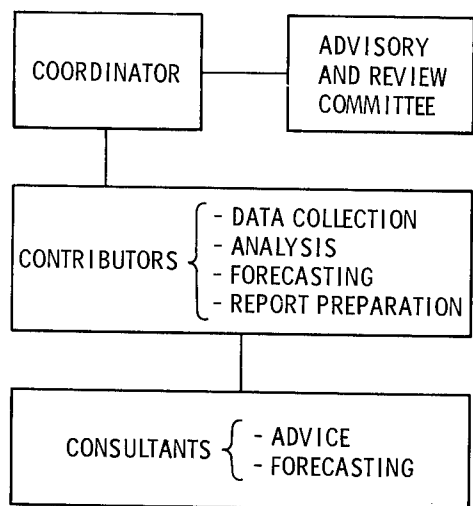 COORDINATOR
ADVISORY
AND REVIEW
COMMITTEE
CONTRIBUTORS
- DATA COLLECTION
- ANALYSIS
- FORECASTING
- REPORT PREPARATION
CONSULTANTS
- ADVICE
- FORECASTING